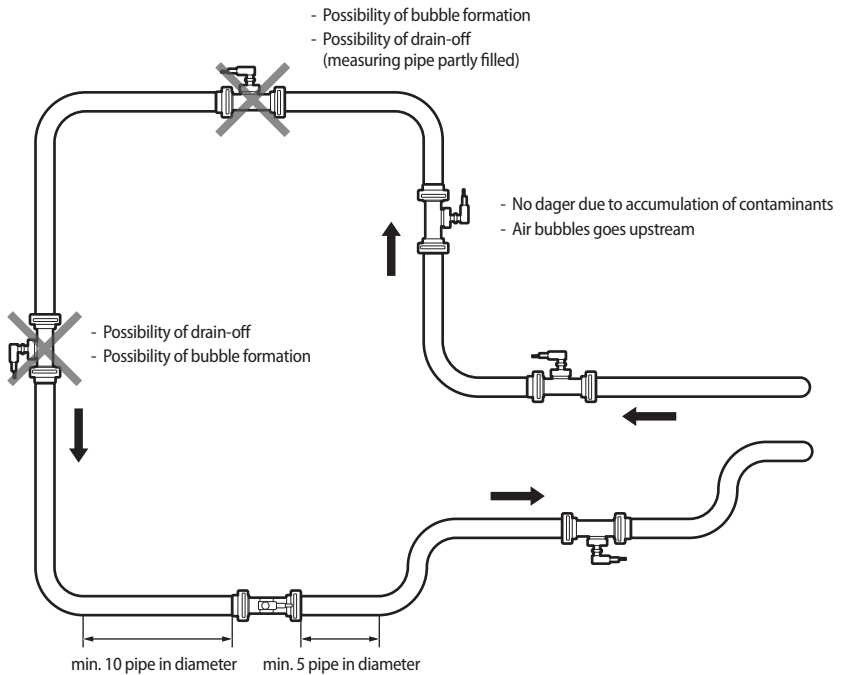 - Possibility of bubble formation
- Possibility of drain-off
(measuring pipe partly filled)
- No dager due to accumulation of contaminants
- Air bubbles goes upstream
- Possibility of drain-off
- Possibility of bubble formation
min. 10 pipe in diameter
min. 5 pipe in diameter